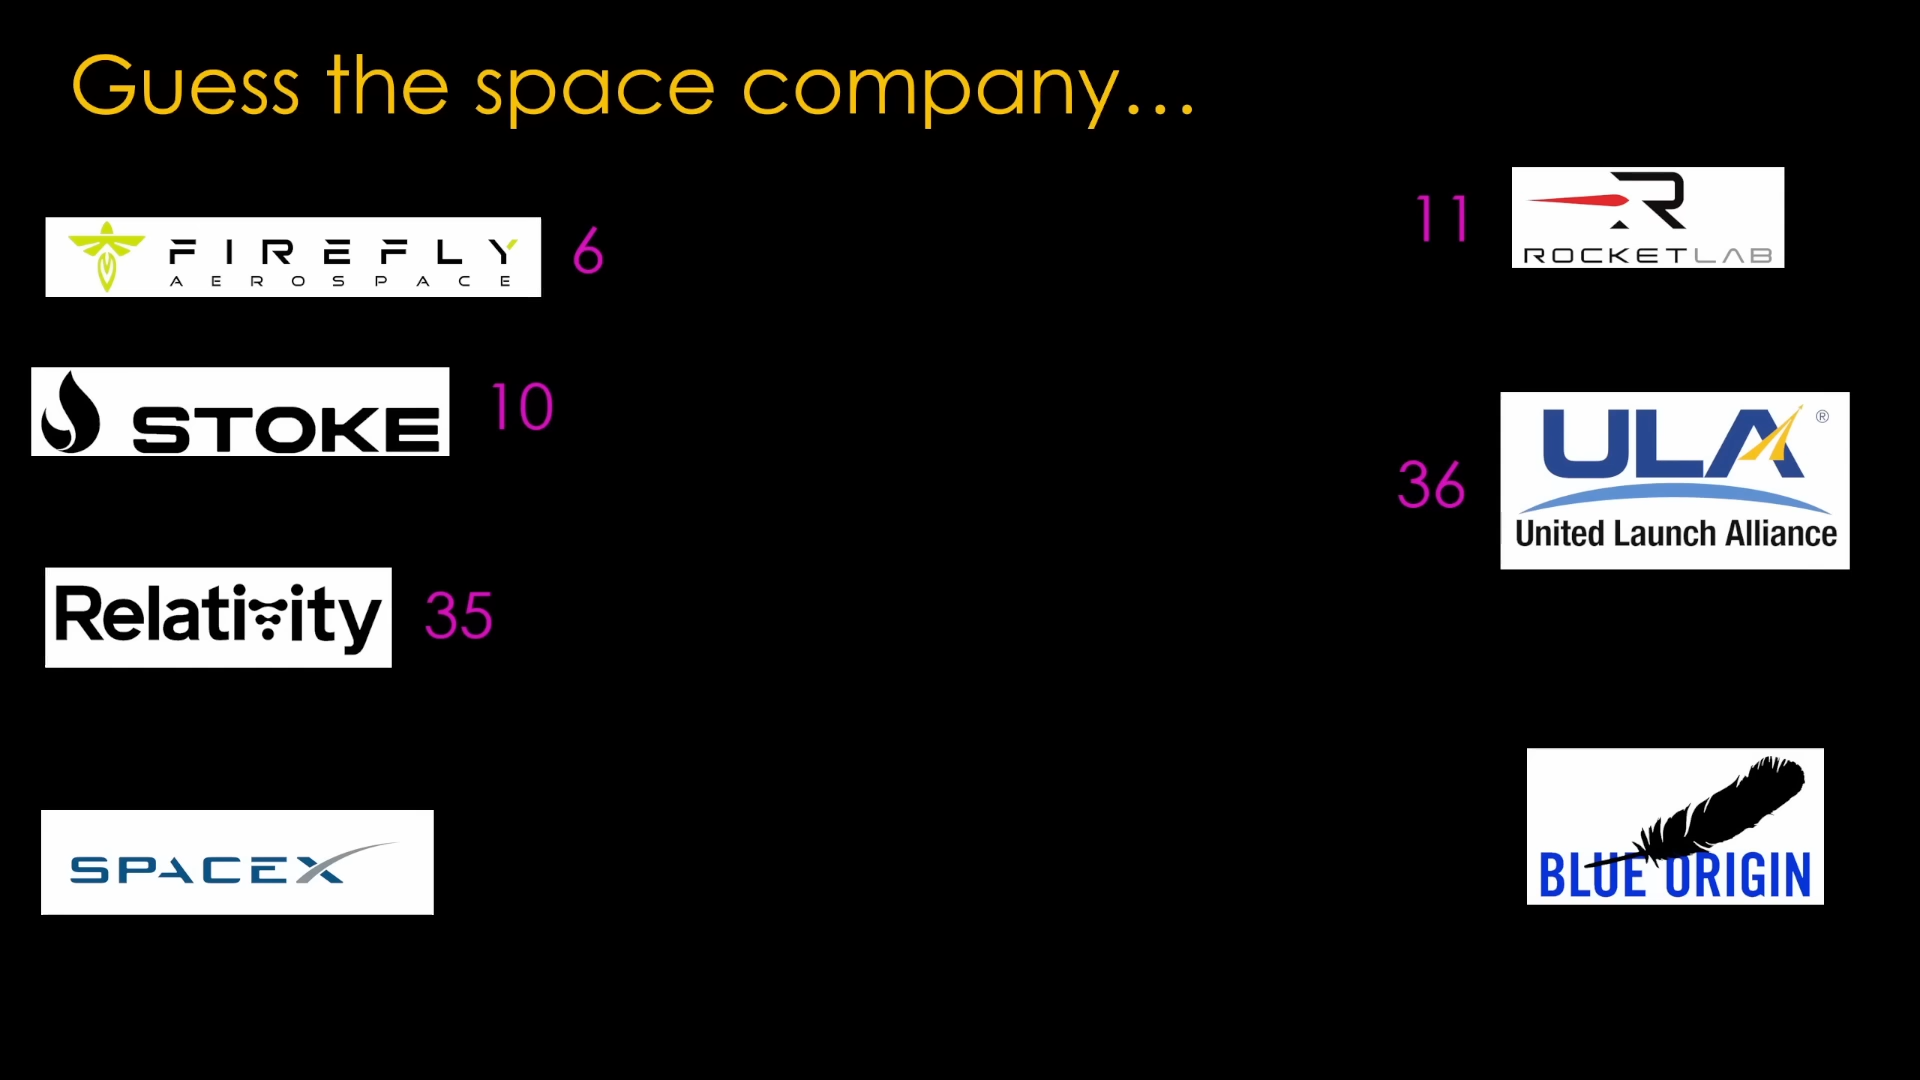 Guess the space company...
FIREFLY
AEROSPACE
6
11
ROCKETLAB
STOKE
10
ULA®
United Launch Alliance
36
Relativity
35
SPACEX
BLUE ORIGIN